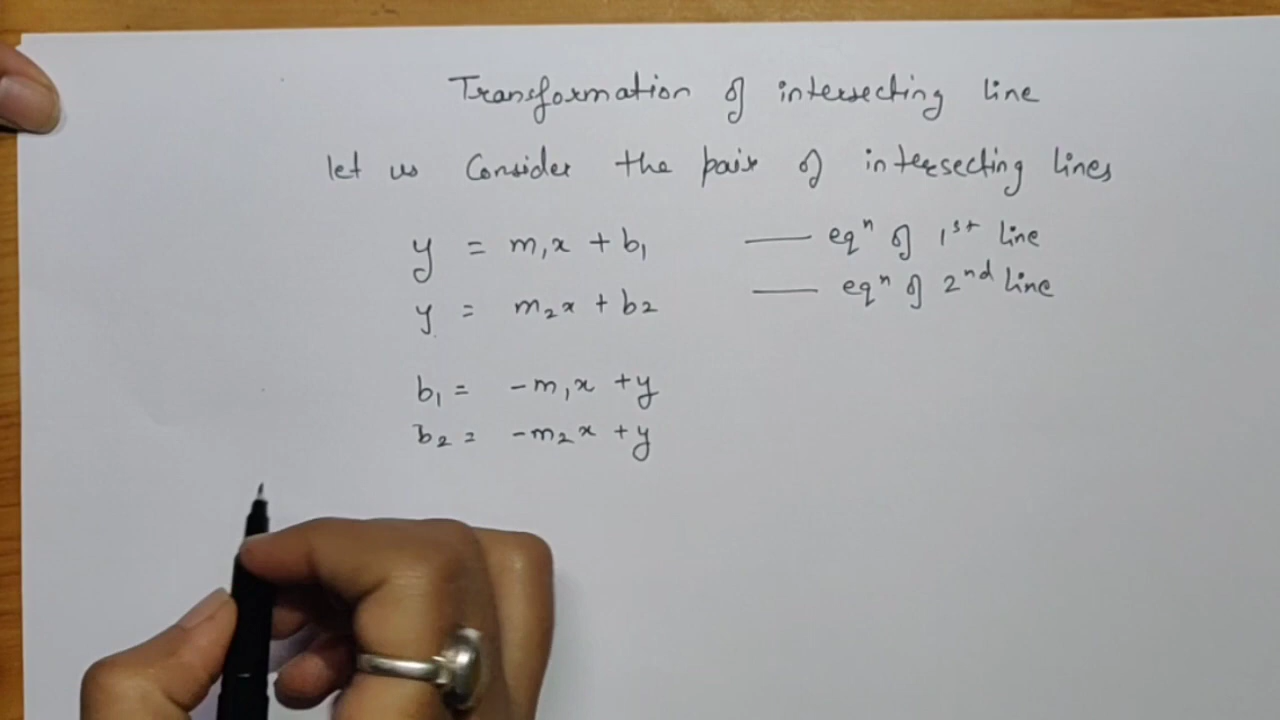 Transformation of intersecting line
let us Consider the pair of intersecting lines
y = m₁x + b₁ — eqⁿ of 1ˢᵗ line
y = m₂x + b₂ — eqⁿ of 2ⁿᵈ line
b₁ = -m₁x + y
b₂ = -m₂x + y